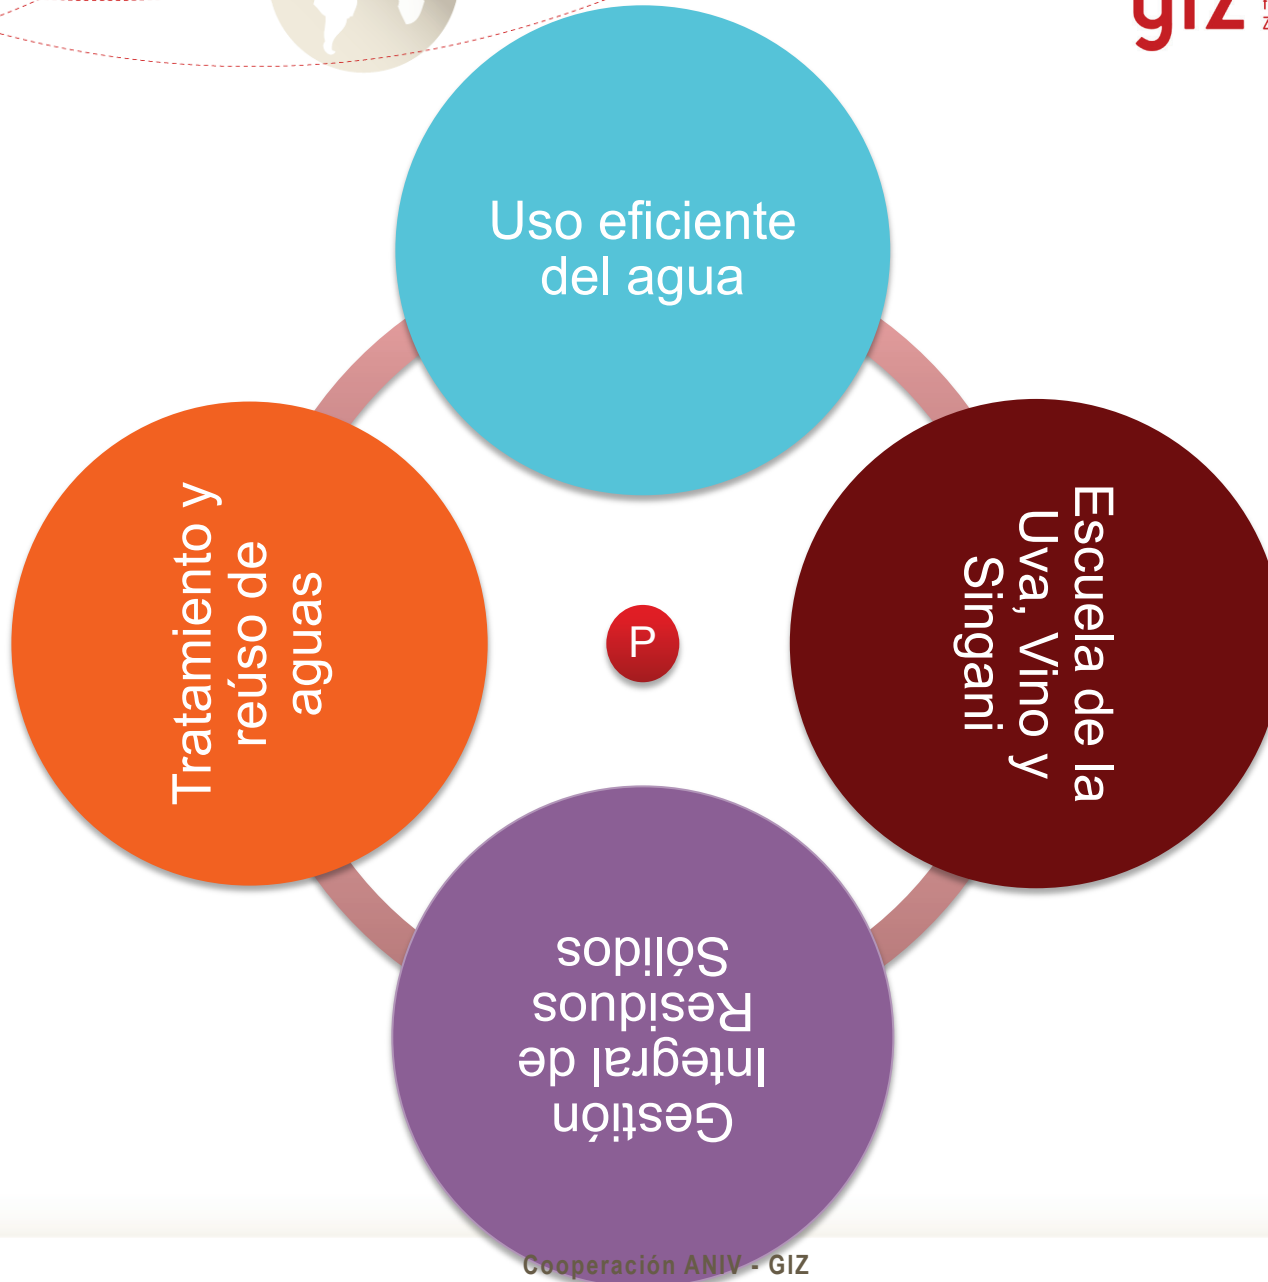 giz
Uso eficiente
del agua
Escuela de la
Uva, Vino y
Singani
Gestión
Integral de
Residuos
Sólidos
Tratamiento y
reúso de
aguas
P
Cooperación ANIV - GIZ